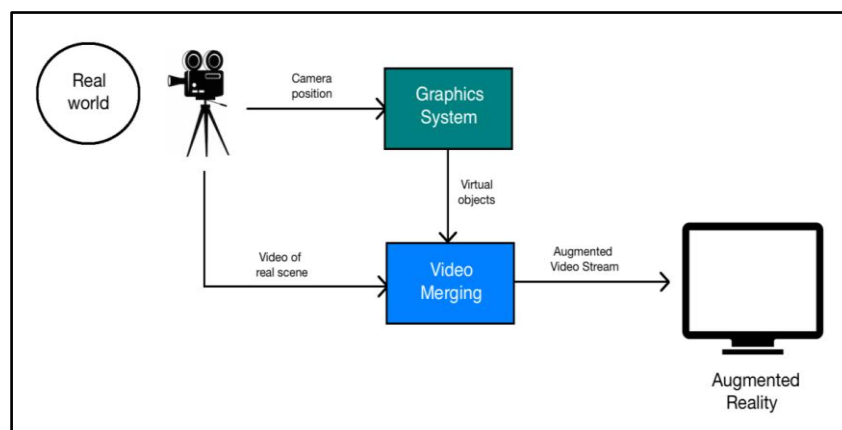 Real
world
Camera
position
Graphics
System
Virtual
objects
Video of
real scene
Video
Merging
Augmented
Video Stream
Augmented
Reality